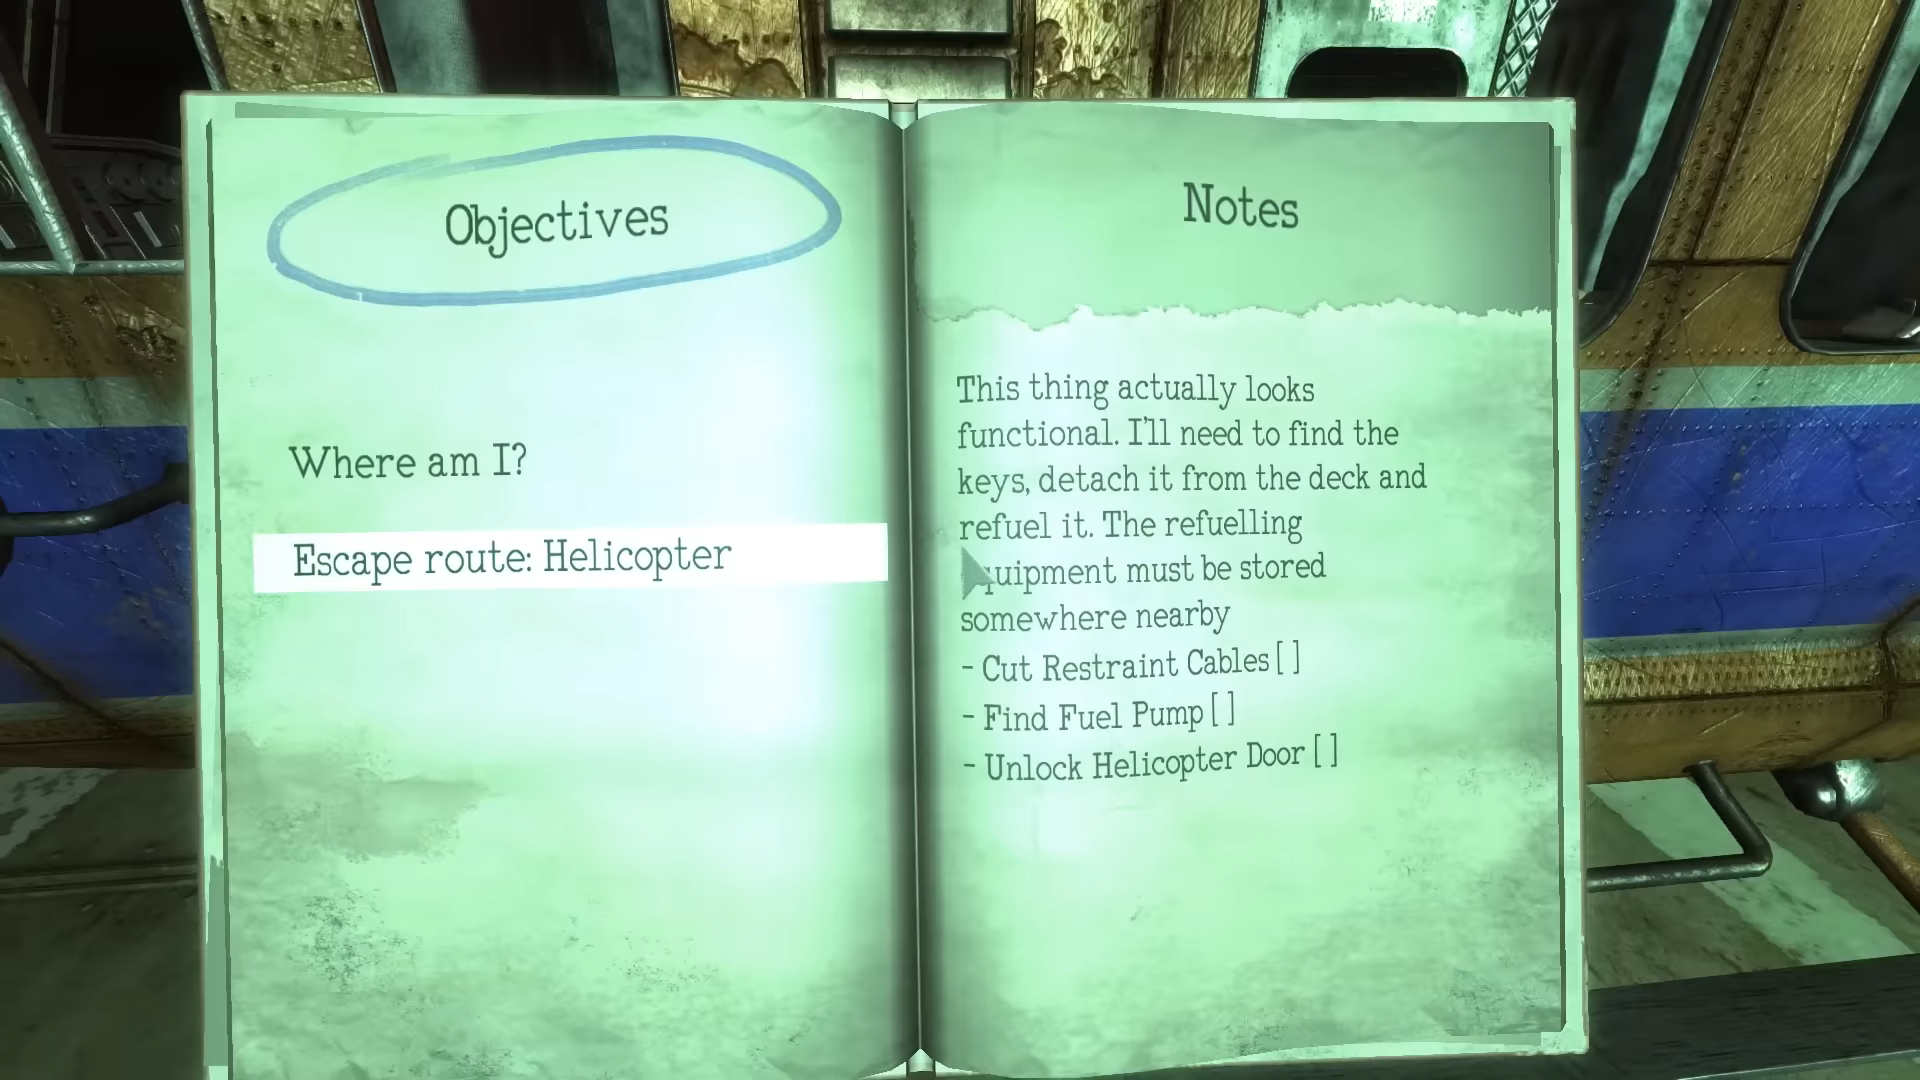 Objectives
Where am I?
Escape route: Helicopter
Notes
This thing actually looks
functional. I'll need to find the
keys, detach it from the deck and
refuel it. The refuelling
equipment must be stored
somewhere nearby
- Cut Restraint Cables[ ]
- Find Fuel Pump[ ]
- Unlock Helicopter Door[ ]